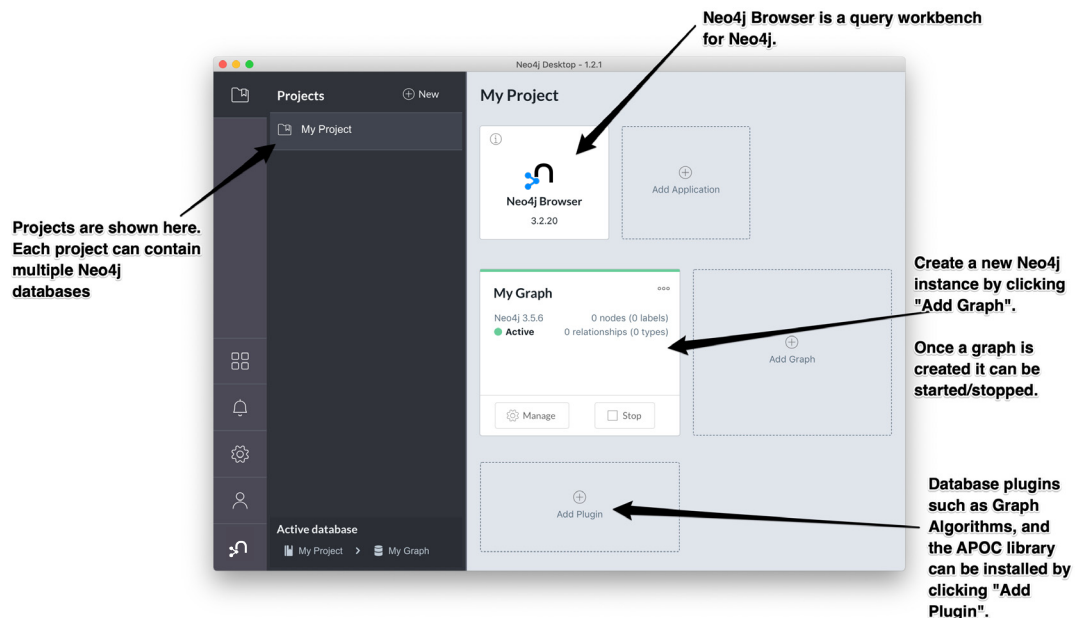 Neo4j Browser is a query workbench
for Neo4j.
Neo4j Desktop - 1.2.1
Projects
New
My Project
My Project
Neo4j Browser
3.2.20
Add Application
Projects are shown here.
Each project can contain
multiple Neo4j
databases
My Graph
Neo4j 3.5.6
0 nodes (0 labels)
Active
0 relationships (0 types)
Manage
Stop
Add Graph
Create a new Neo4j
instance by clicking
"Add Graph".
Once a graph is
created it can be
started/stopped.
Add Plugin
Database plugins
such as Graph
Algorithms, and
the APOC library
can be installed by
clicking "Add
Plugin".
Active database
My Project > My Graph